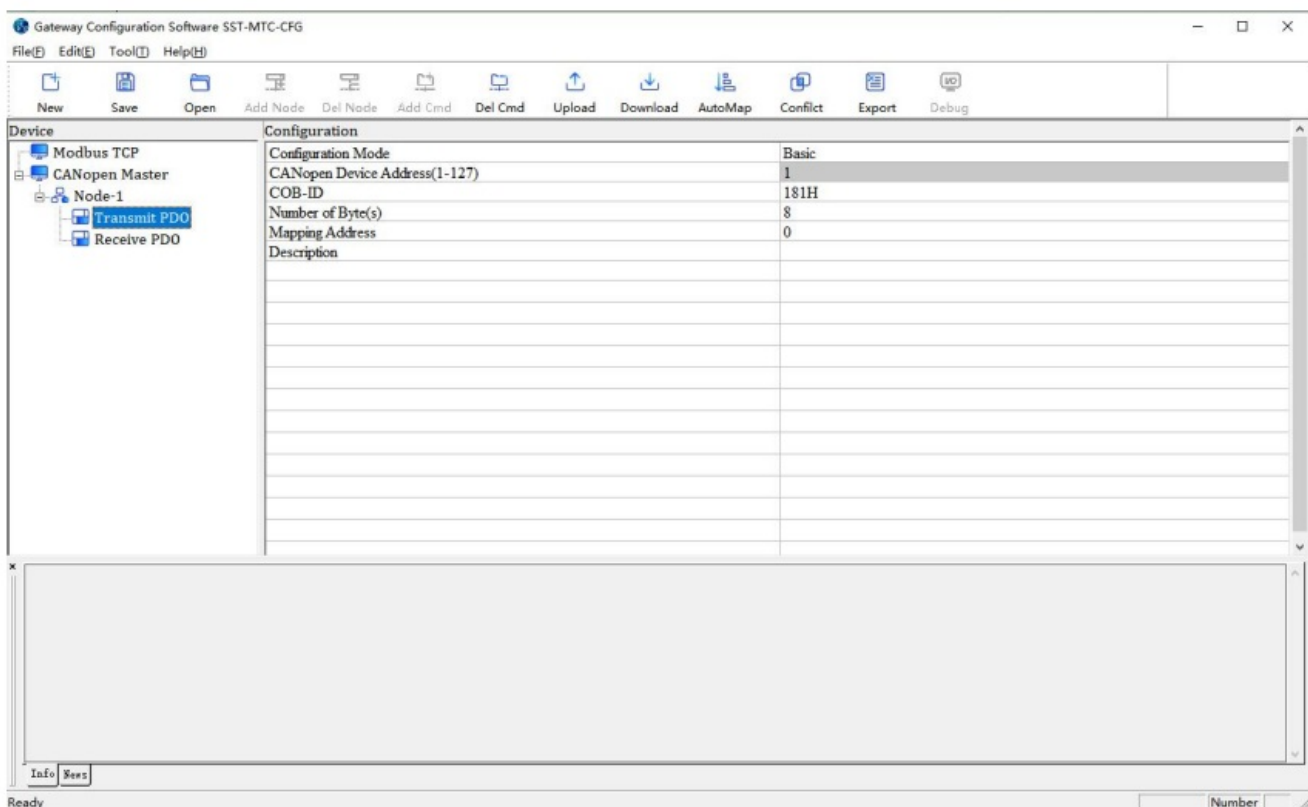 Gateway Configuration Software SST-MTC-CFG
File(F) Edit(E) Tool(T) Help(H)
New Save Open Add Node Del Node Add Cmd Del Cmd Upload Download AutoMap Conflict Export Debug
Device Configuration
Modbus TCP Configuration Mode Basic
CANopen Master CANopen Device Address(1-127) 1
Node-1 COB-ID 181H
Transmit PDO Number of Byte(s) 8
Receive PDO Mapping Address 0
Description
Info News
Ready Number